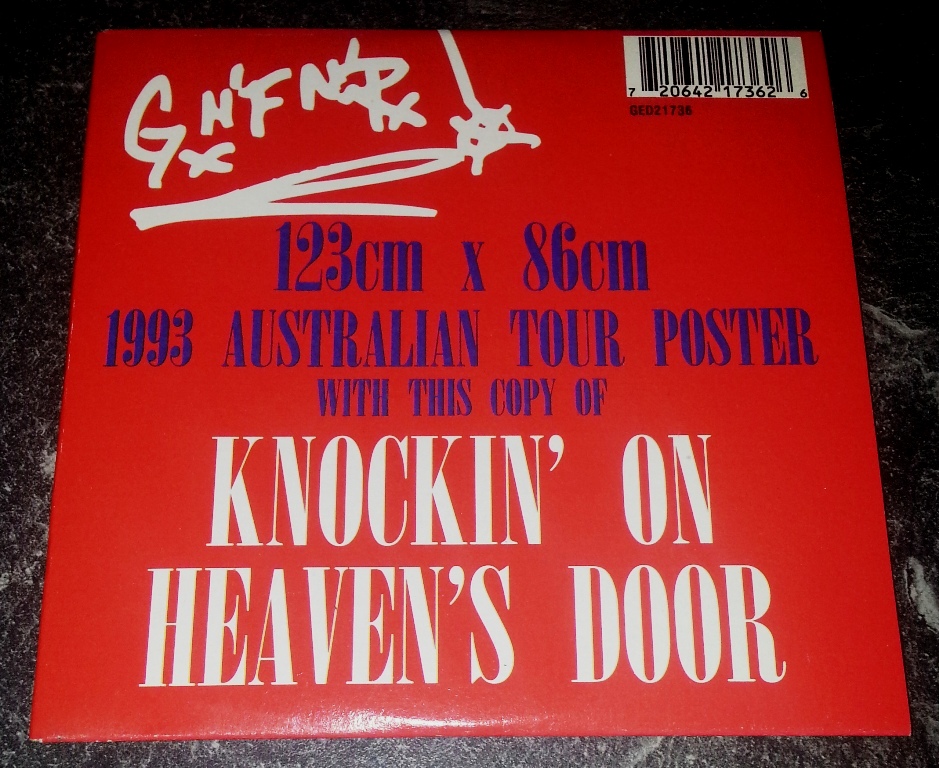 G N' F N' R
7 20642 17362 6
GED21736
123cm x 86cm
1993 AUSTRALIAN TOUR POSTER
WITH THIS COPY OF
KNOCKIN' ON
HEAVEN'S DOOR